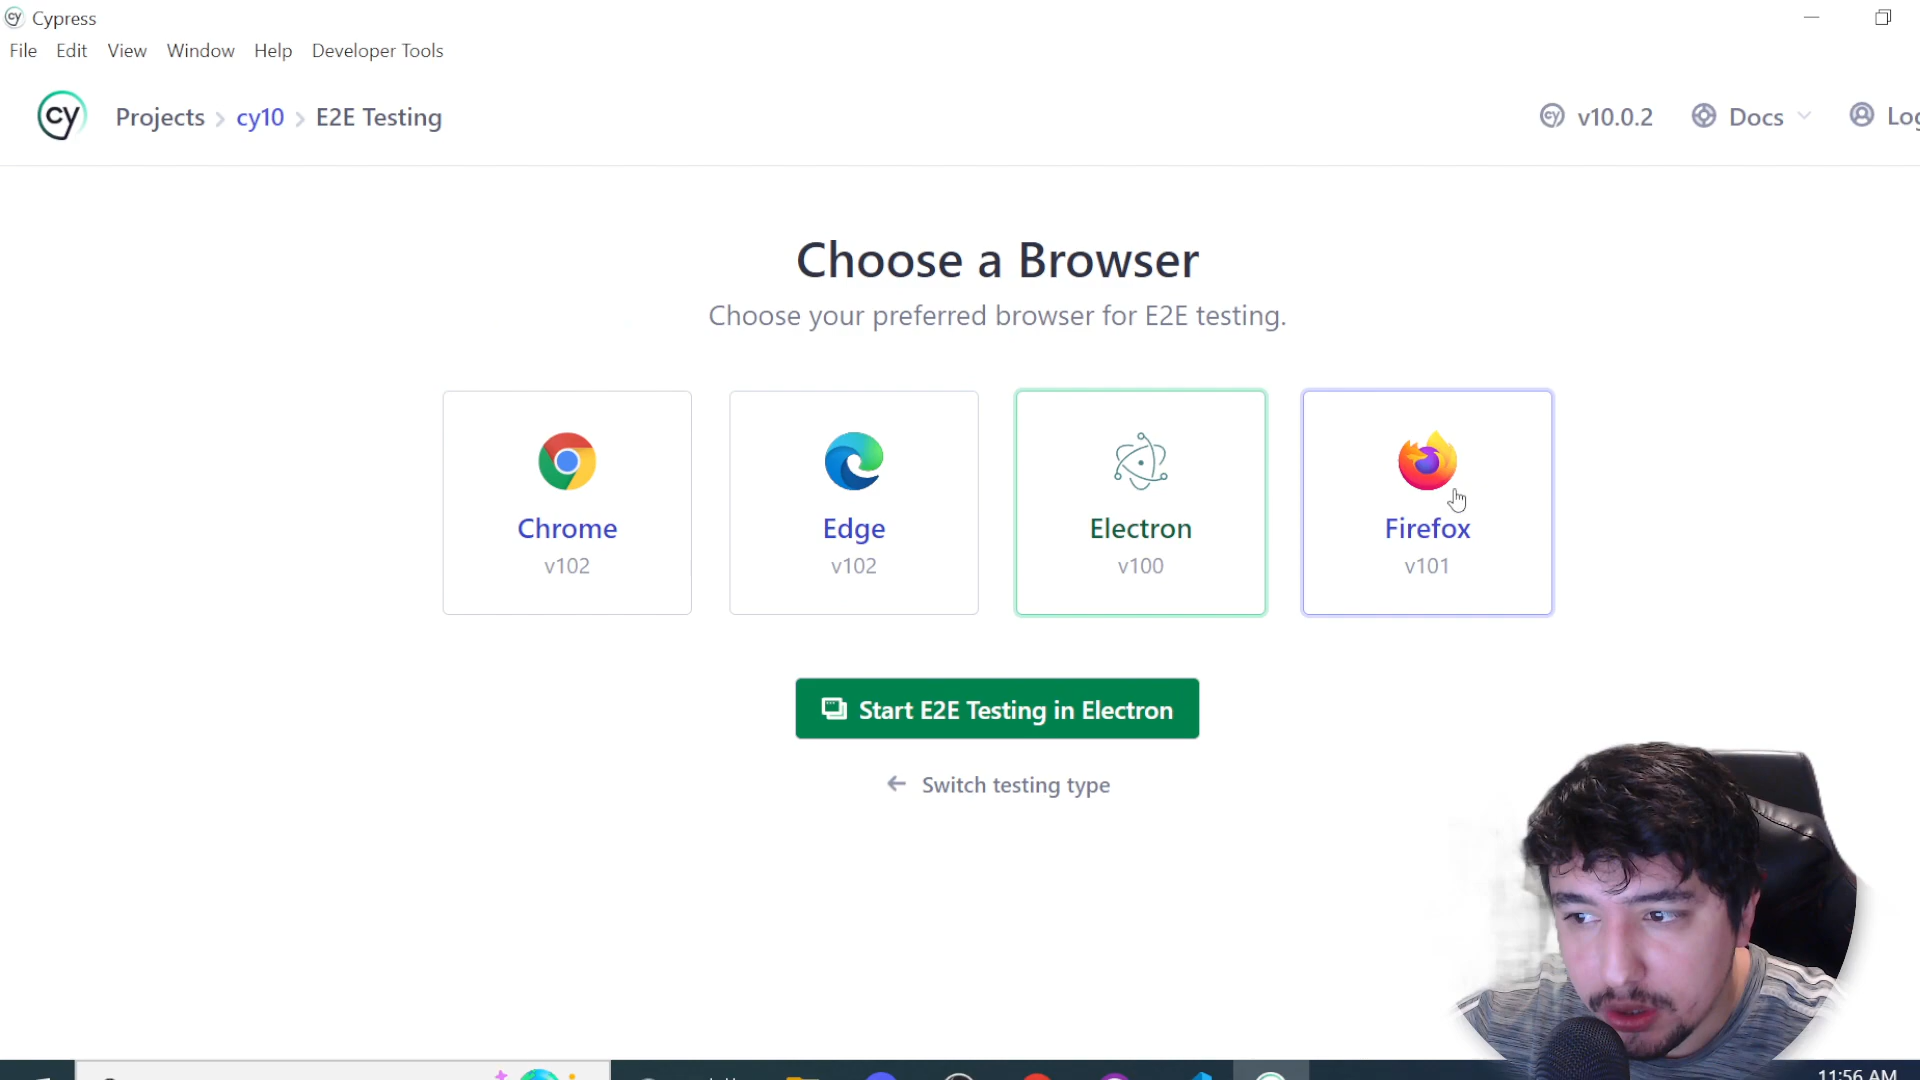 Cypress
File Edit View Window Help Developer Tools
cy Projects > cy10 > E2E Testing
cy v10.0.2 Docs
Choose a Browser
Choose your preferred browser for E2E testing.
Chrome
v102
Edge
v102
Electron
v100
Firefox
v101
Start E2E Testing in Electron
← Switch testing type
11:56 AM